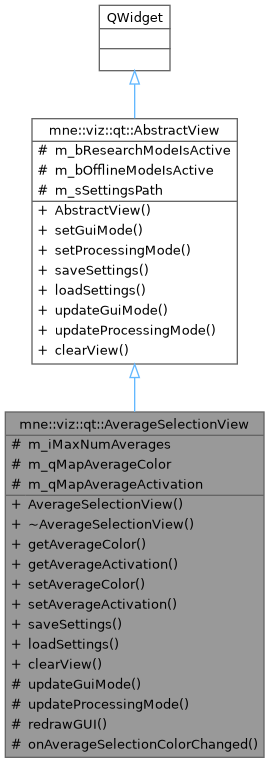 QWidget
mne::viz::qt::AbstractView
# m_bResearchModeIsActive
# m_bOfflineModeIsActive
# m_sSettingsPath
+ AbstractView()
+ setGuiMode()
+ setProcessingMode()
+ saveSettings()
+ loadSettings()
+ updateGuiMode()
+ updateProcessingMode()
+ clearView()
mne::viz::qt::AverageSelectionView
# m_iMaxNumAverages
# m_qMapAverageColor
# m_qMapAverageActivation
+ AverageSelectionView()
+ ~AverageSelectionView()
+ getAverageColor()
+ getAverageActivation()
+ setAverageColor()
+ setAverageActivation()
+ saveSettings()
+ loadSettings()
+ clearView()
# updateGuiMode()
# updateProcessingMode()
# redrawGUI()
# onAverageSelectionColorChanged()